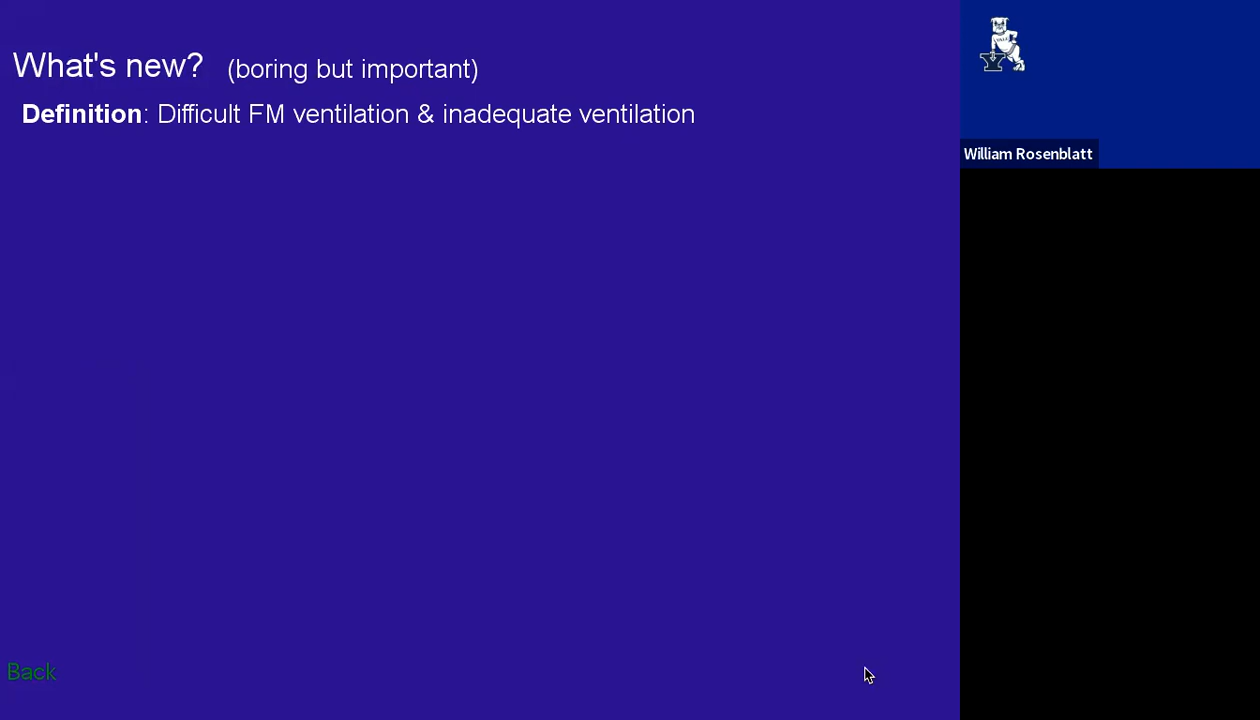 What's new? (boring but important)
Definition: Difficult FM ventilation & inadequate ventilation
William Rosenblatt
Back